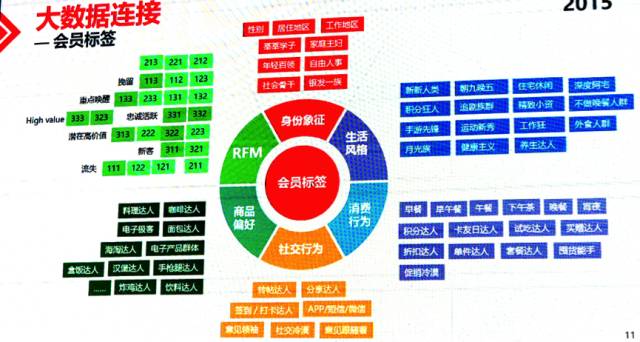 大数据连接
— 会员标签
2015
213 221 212
挽留 113 112 123
重点唤醒 133 233 131 132
High value 333 323 忠诚活跃 331 332
潜在高价值 313 222 322 223
新客 311 321
流失 111 122 121 211
性别 居住地区 工作地区
莘莘学子 家庭主妇
年轻白领 自由人事
社会骨干 银发一族
新新人类 朝九晚五 住宅休闲 深度阿宅
积分狂人 追剧族群 精致小资 不做晚餐人群
手游先锋 运动新秀 工作狂 外食人群
月光族 健康主义 养生达人
身份象征
生活风格
消费行为
社交行为
商品偏好
RFM
会员标签
料理达人 咖啡达人
电子极客 面包达人
海淘达人 电子产品群体
盒饭达人 汉堡达人 手枪腿达人
...... 炸鸡达人 饮料达人
早餐 早午餐 午餐 下午茶 晚餐 宵夜
积分达人 卡友日达人 试吃达人 买赠达人
折扣达人 单件达人 套餐达人 囤货能手
促销冷漠
转帖达人 分享达人
签到/打卡达人 APP/短信/微信
意见领袖 社交冷漠 意见跟随者
11